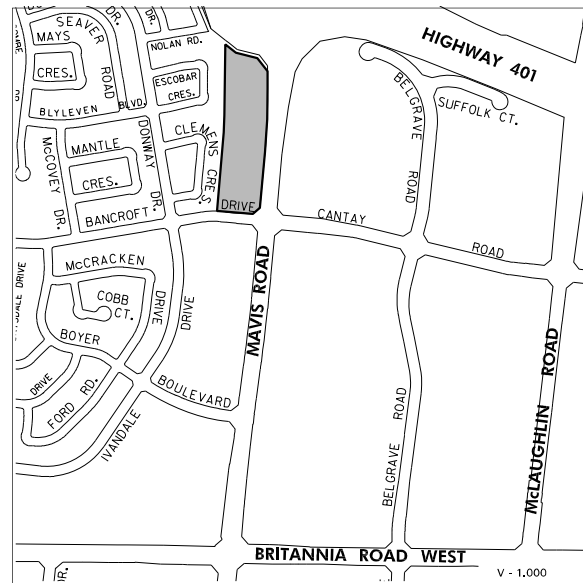 DR.
SEAVER
ROAD
MAYS
CRES.
NOLAN RD.
ESCOBAR
CRES.
BLYLEVEN
BLVD.
McCOVEY
DR.
MANTLE
CRES.
DONWAY
DR.
CLEMENS CRES.
BANCROFT
DRIVE
HIGHWAY 401
BELGRAVE
ROAD
SUFFOLK CT.
CANTAY
ROAD
McCRACKEN
DRIVE
COBB
CT.
BOYER
DRIVE
DRIVE
FORD RD.
BOULEVARD
IVANDALE
MAVIS ROAD
BELGRAVE ROAD
McLAUGHLIN ROAD
BRITANNIA ROAD WEST
DR.
V - 1.000